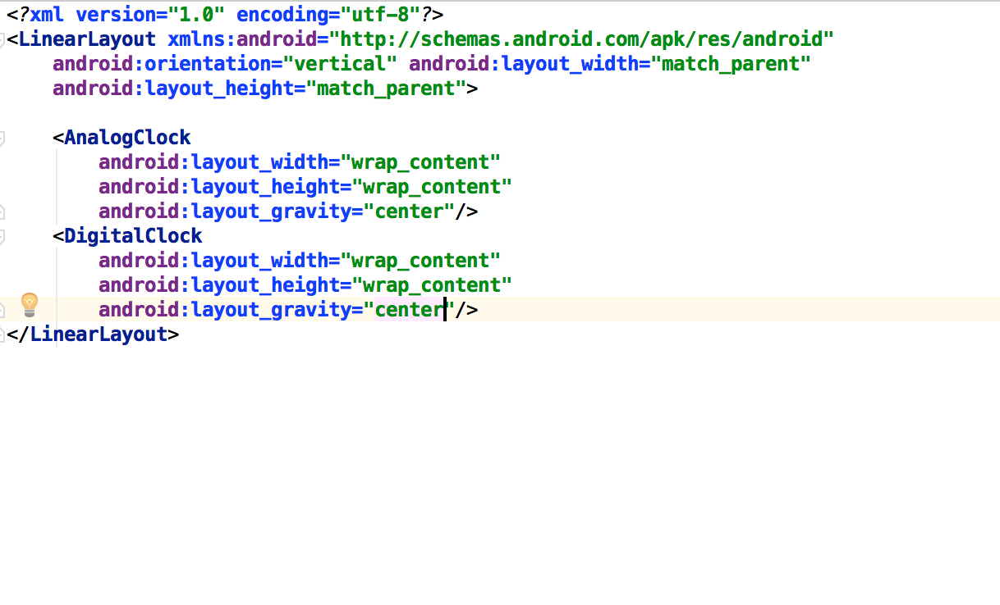 <?xml version="1.0" encoding="utf-8"?>
<LinearLayout xmlns:android="http://schemas.android.com/apk/res/android"
    android:orientation="vertical" android:layout_width="match_parent"
    android:layout_height="match_parent">

    <AnalogClock
        android:layout_width="wrap_content"
        android:layout_height="wrap_content"
        android:layout_gravity="center"/>
    <DigitalClock
        android:layout_width="wrap_content"
        android:layout_height="wrap_content"
        android:layout_gravity="center"/>
</LinearLayout>